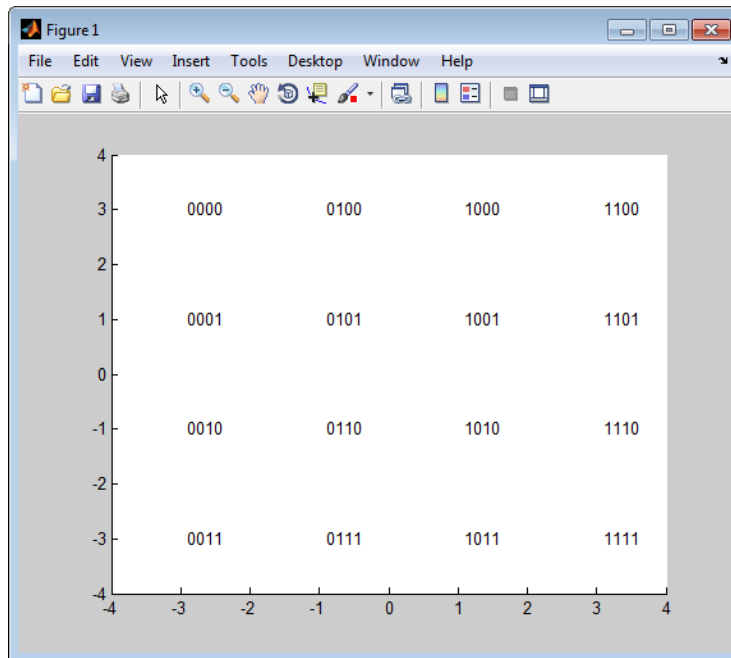 Figure 1
File Edit View Insert Tools Desktop Window Help
4
3 0000 0100 1000 1100
2
1 0001 0101 1001 1101
0
-1 0010 0110 1010 1110
-2
-3 0011 0111 1011 1111
-4
-4 -3 -2 -1 0 1 2 3 4